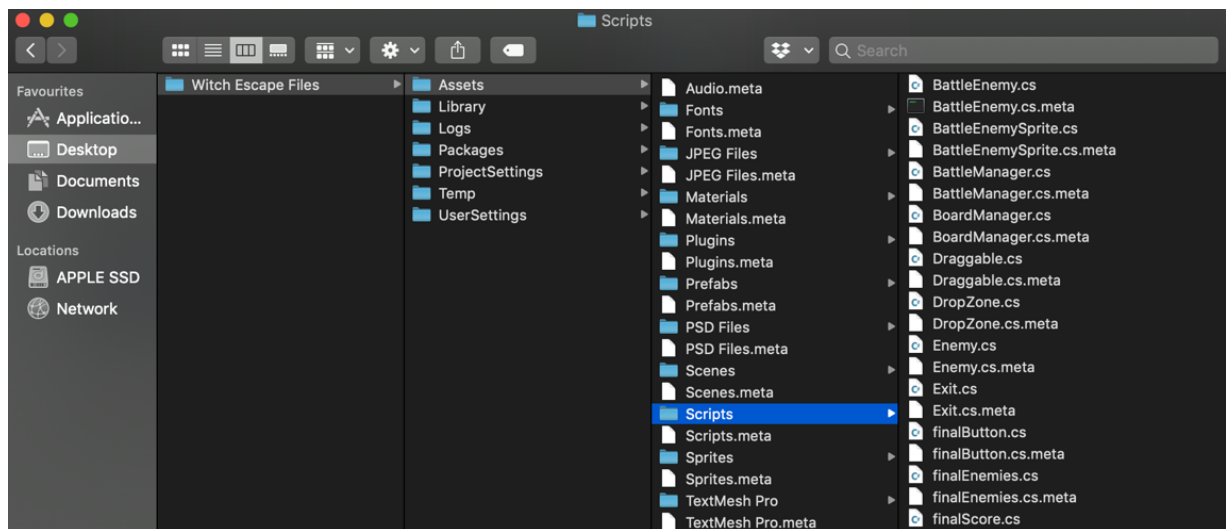 Scripts
Search
Favourites
Applicatio...
Desktop
Documents
Downloads
Locations
APPLE SSD
Network
Witch Escape Files
Assets
Library
Logs
Packages
ProjectSettings
Temp
UserSettings
Audio.meta
Fonts
Fonts.meta
JPEG Files
JPEG Files.meta
Materials
Materials.meta
Plugins
Plugins.meta
Prefabs
Prefabs.meta
PSD Files
PSD Files.meta
Scenes
Scenes.meta
Scripts
Scripts.meta
Sprites
Sprites.meta
TextMesh Pro
TextMesh Pro.meta
BattleEnemy.cs
BattleEnemy.cs.meta
BattleEnemySprite.cs
BattleEnemySprite.cs.meta
BattleManager.cs
BattleManager.cs.meta
BoardManager.cs
BoardManager.cs.meta
Draggable.cs
Draggable.cs.meta
DropZone.cs
DropZone.cs.meta
Enemy.cs
Enemy.cs.meta
Exit.cs
Exit.cs.meta
finalButton.cs
finalButton.cs.meta
finalEnemies.cs
finalEnemies.cs.meta
finalScore.cs